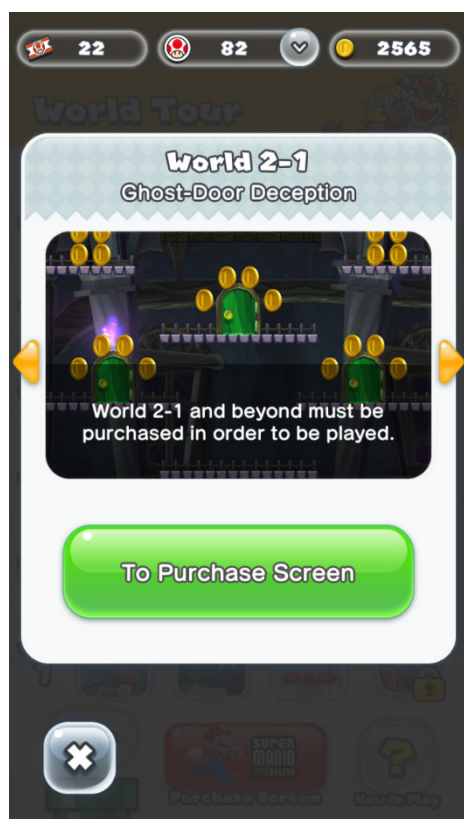 22
82
2565
World Tour
World 2-1
Ghost-Door Deception
World 2-1 and beyond must be
purchased in order to be played.
To Purchase Screen
1
SUPER
MARIO
RUN
Purchase Screen
How to Play